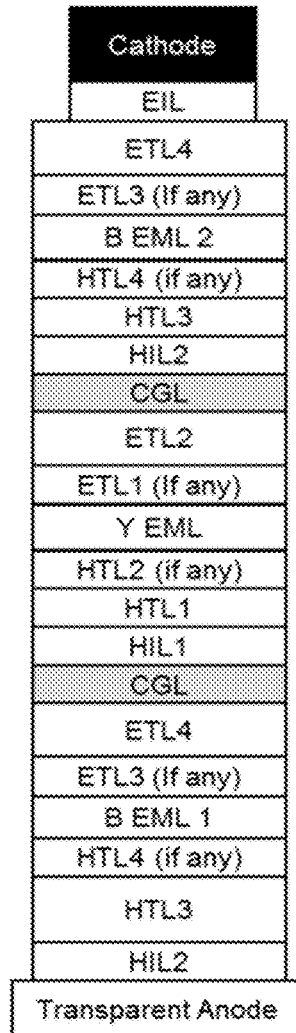 Cathode
EIL
ETL4
ETL3 (If any)
B EML 2
HTL4 (if any)
HTL3
HIL2
CGL
ETL2
ETL1 (If any)
Y EML
HTL2 (if any)
HTL1
HIL1
CGL
ETL4
ETL3 (If any)
B EML 1
HTL4 (if any)
HTL3
HIL2
Transparent Anode